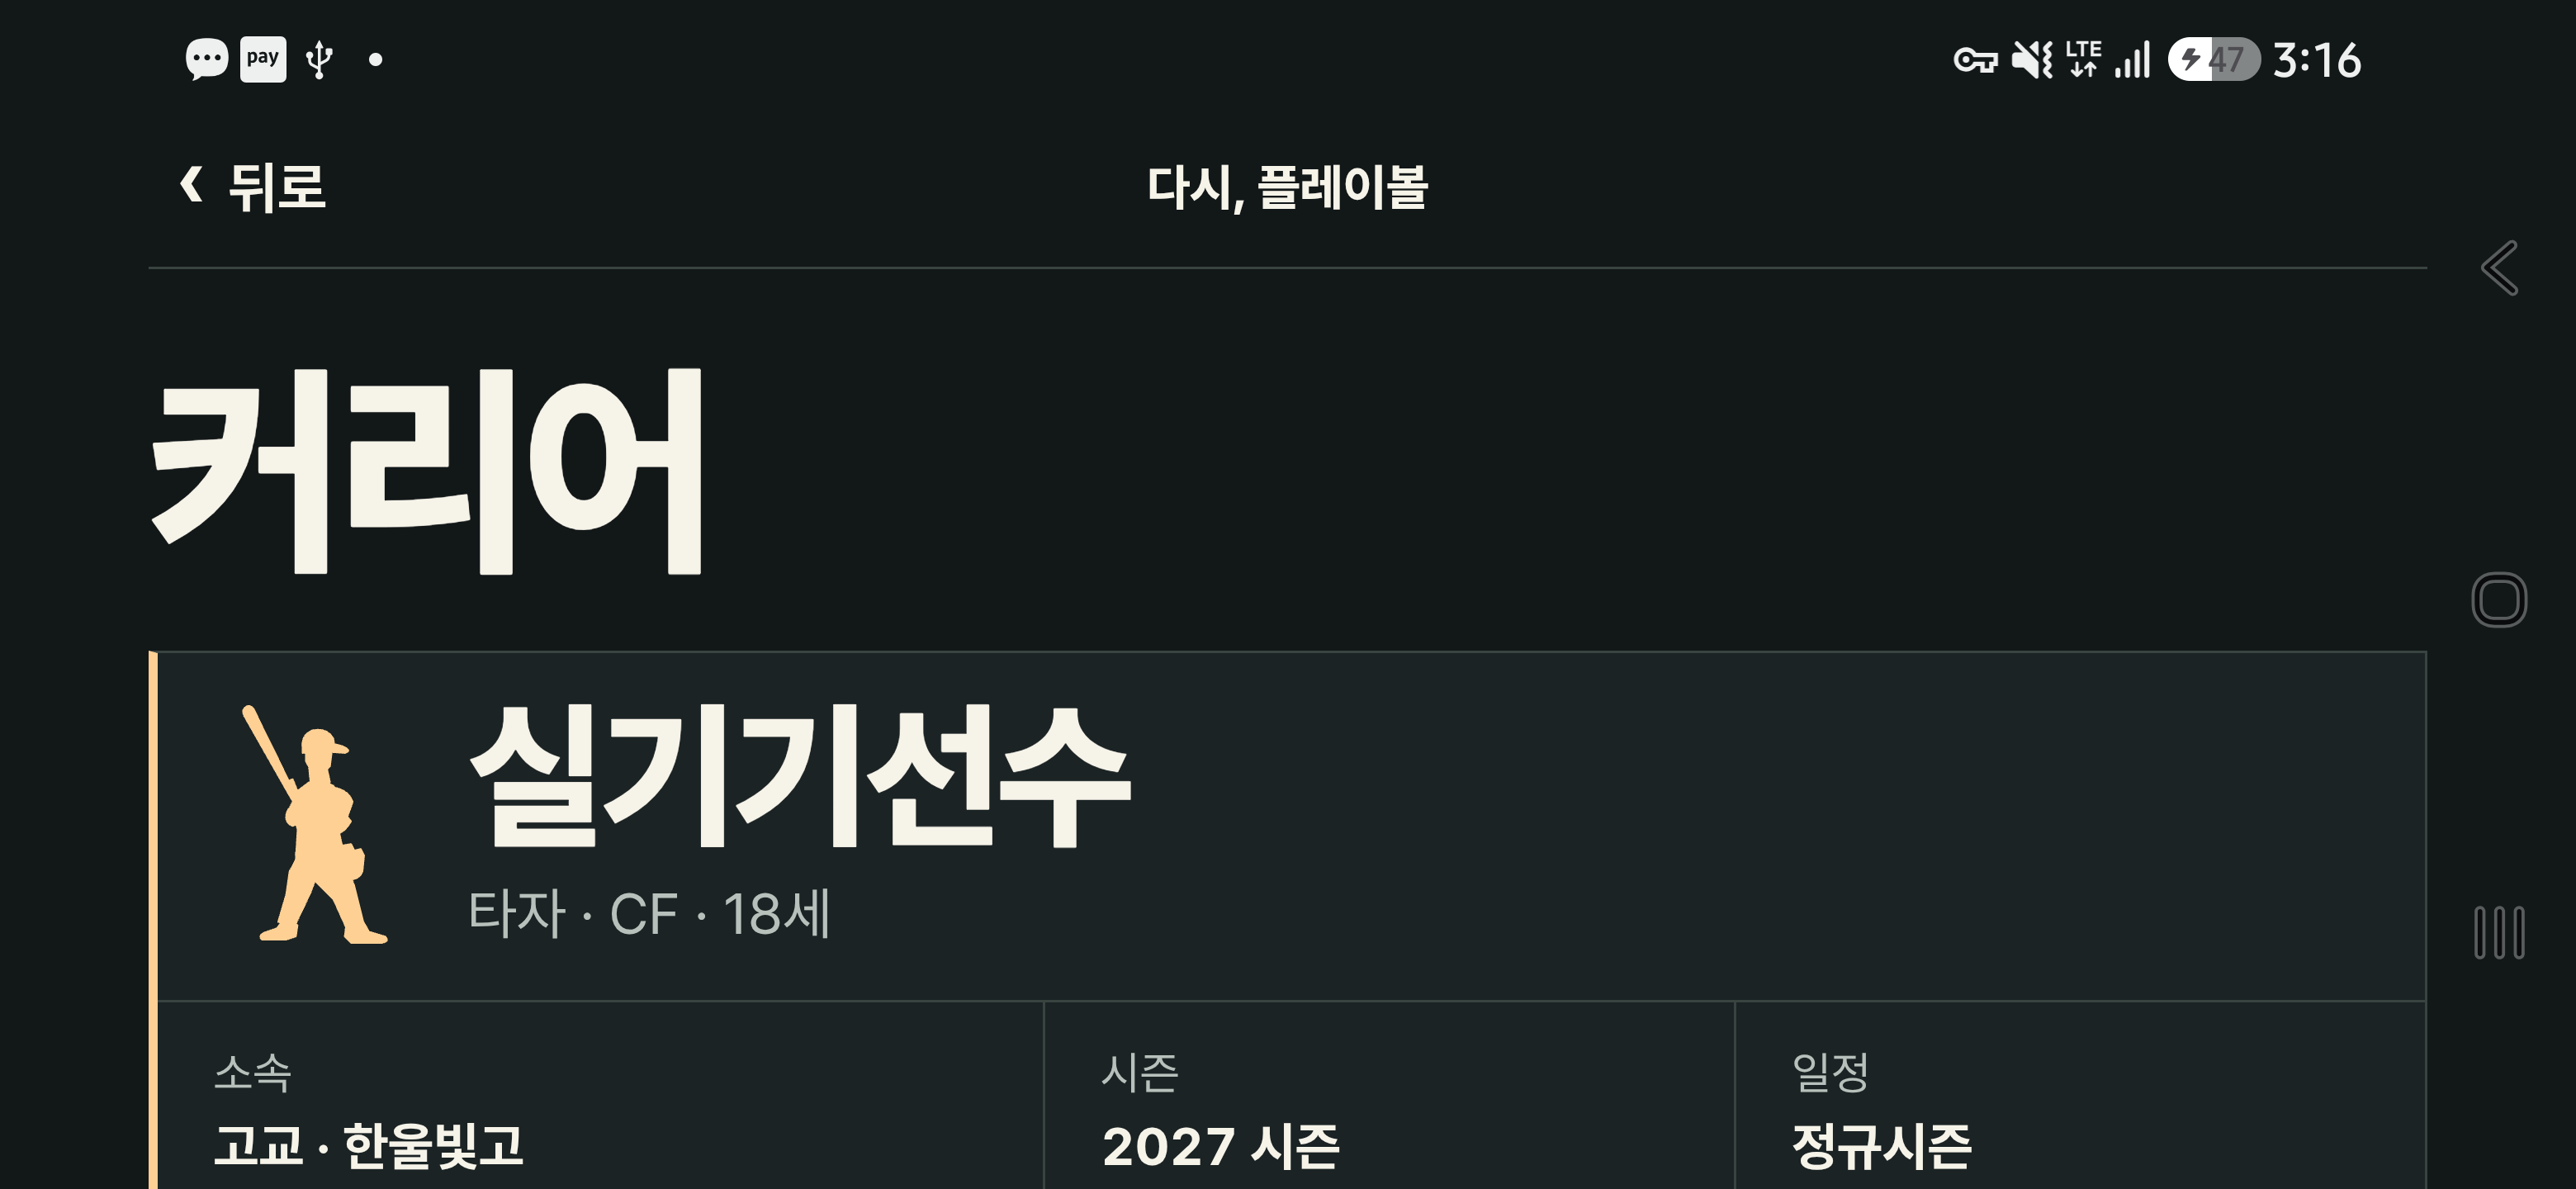 pay
LTE
47
3:16
뒤로
다시, 플레이볼
커리어
실기기선수
타자 · CF · 18세
소속
시즌
일정
고교 · 한울빛고
2027 시즌
정규시즌